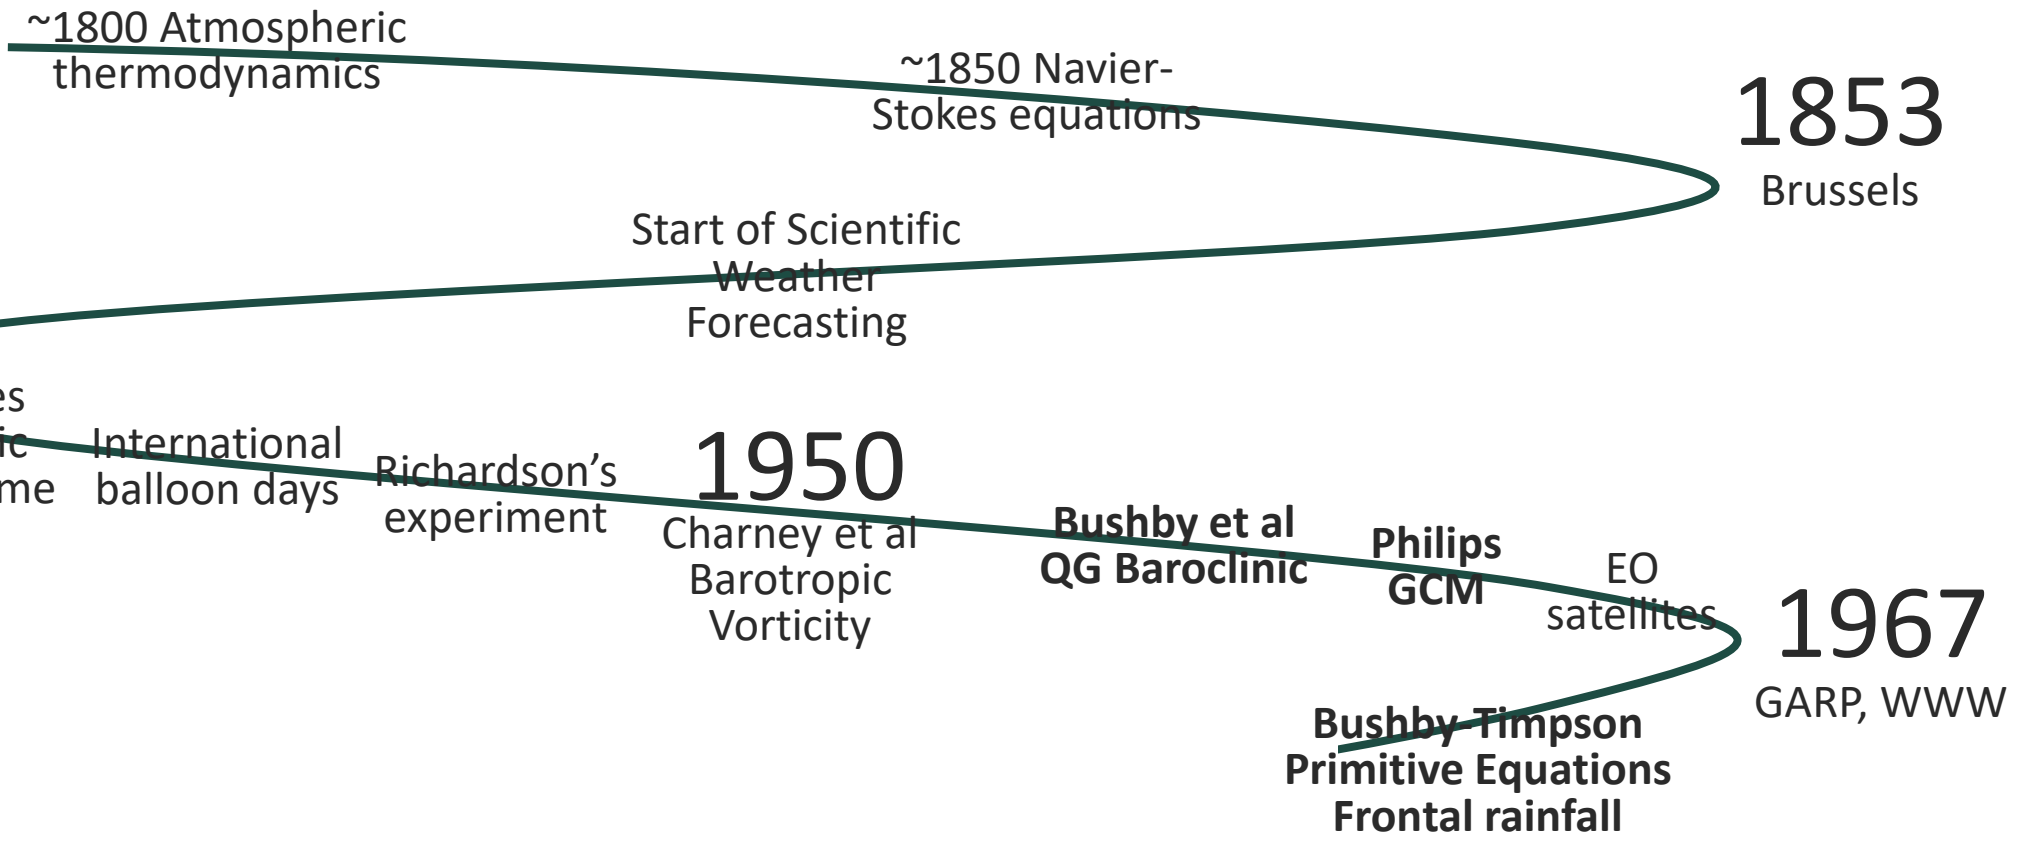 ~1800 Atmospheric
thermodynamics
~1850 Navier-
Stokes equations
1853
Brussels
Start of Scientific
Weather
Forecasting
International
balloon days
Richardson’s
experiment
1950
Charney et al
Barotropic
Vorticity
Bushby et al
QG Baroclinic
Philips
GCM
EO
satellites
1967
GARP, WWW
Bushby-Timpson
Primitive Equations
Frontal rainfall